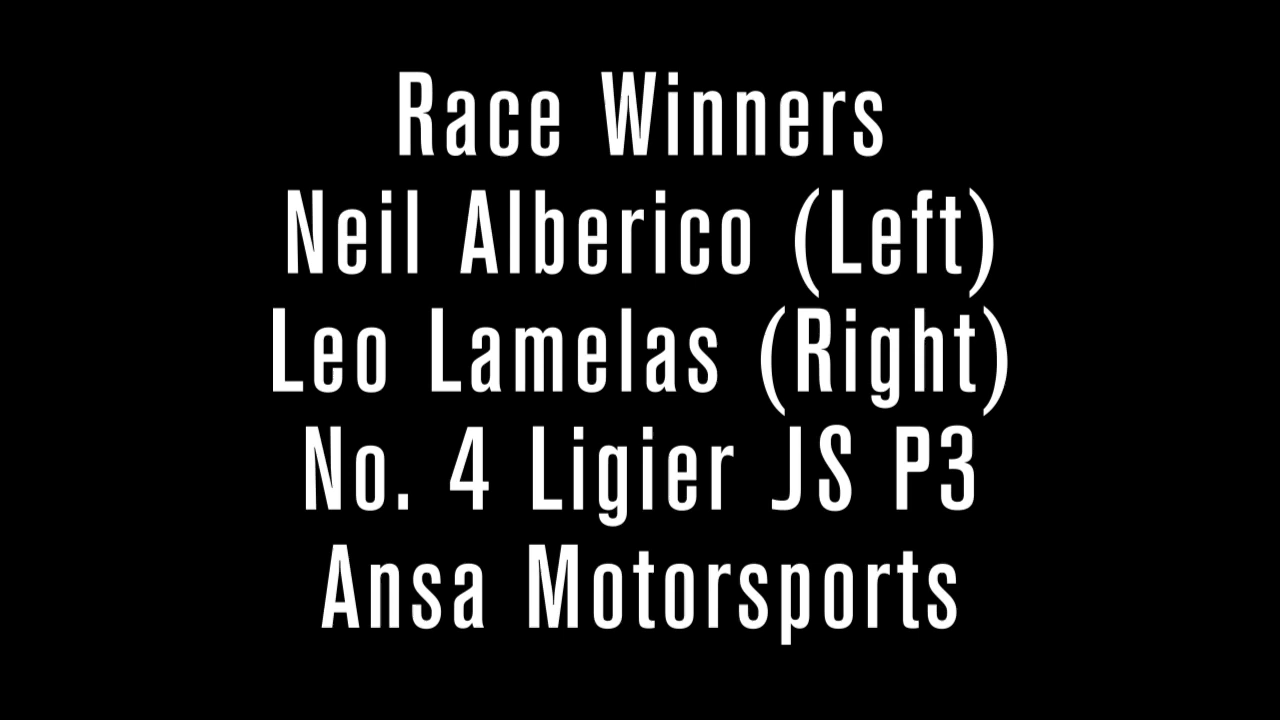 Race Winners
Neil Alberico (Left)
Leo Lamelas (Right)
No. 4 Ligier JS P3
Ansa Motorsports